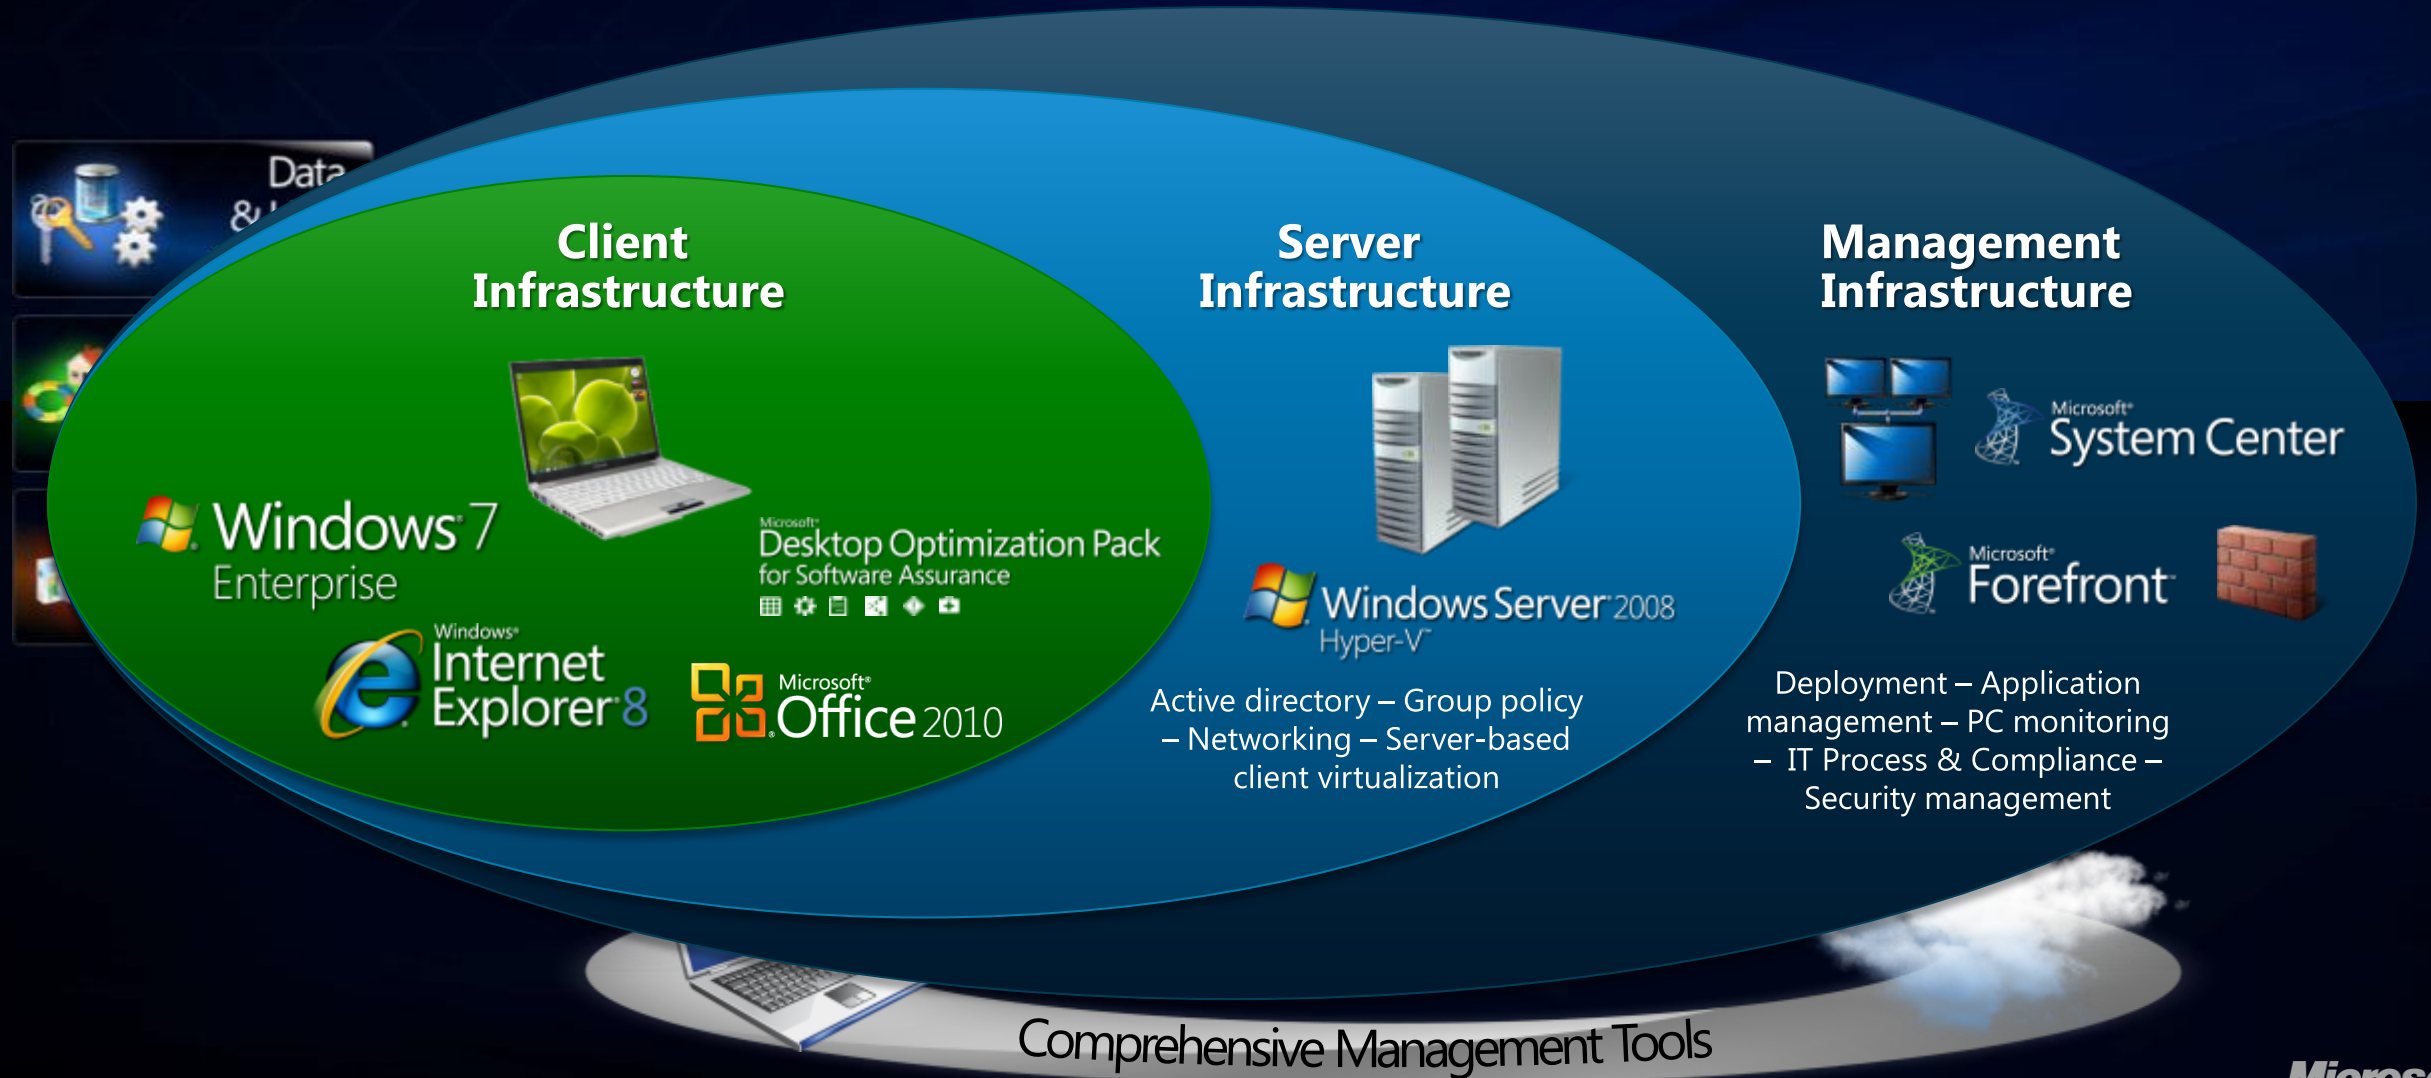 Data
&
Client
Infrastructure
Server
Infrastructure
Management
Infrastructure
Windows 7
Enterprise
Microsoft®
Desktop Optimization Pack
for Software Assurance
Windows®
Internet
Explorer 8
Microsoft®
Office 2010
Windows Server 2008
Hyper-V™
Active directory – Group policy
– Networking – Server-based
client virtualization
Microsoft®
System Center
Microsoft®
Forefront™
Deployment – Application
management – PC monitoring
– IT Process & Compliance –
Security management
Comprehensive Management Tools